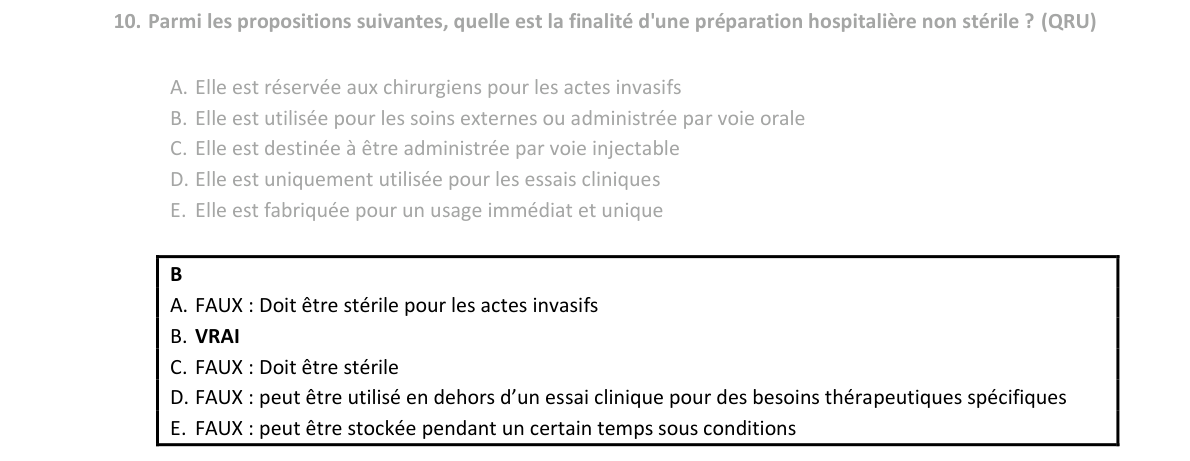 10. Parmi les propositions suivantes, quelle est la finalité d'une préparation hospitalière non stérile ? (QRU)
A. Elle est réservée aux chirurgiens pour les actes invasifs
B. Elle est utilisée pour les soins externes ou administrée par voie orale
C. Elle est destinée à être administrée par voie injectable
D. Elle est uniquement utilisée pour les essais cliniques
E. Elle est fabriquée pour un usage immédiat et unique
B
A. FAUX : Doit être stérile pour les actes invasifs
B. VRAI
C. FAUX : Doit être stérile
D. FAUX : peut être utilisé en dehors d’un essai clinique pour des besoins thérapeutiques spécifiques
E. FAUX : peut être stockée pendant un certain temps sous conditions